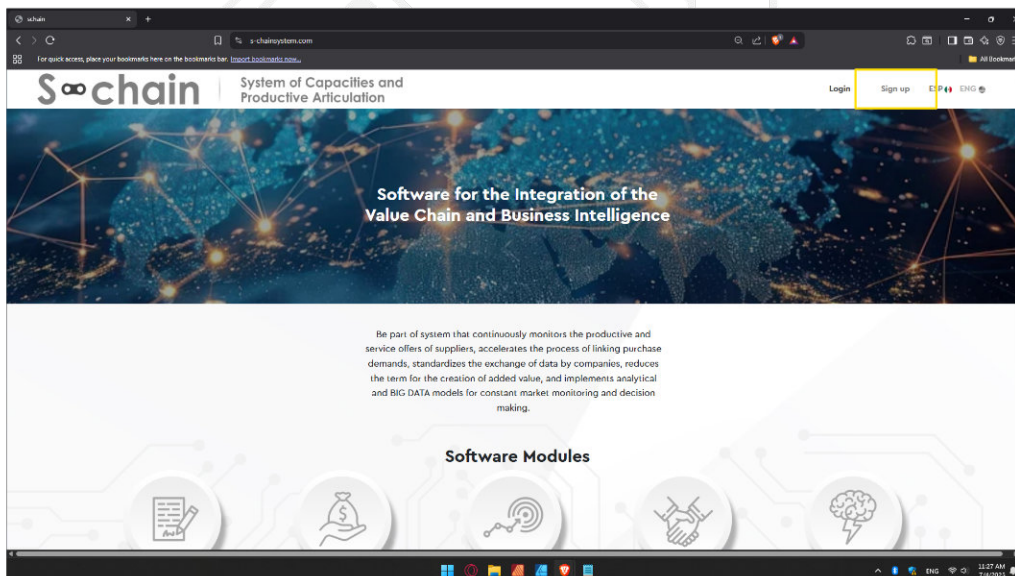 schain
s-chainsystem.com
For quick access, place your bookmarks here on the bookmarks bar. Import bookmarks now...
All Bookmar
S chain
System of Capacities and
Productive Articulation
Login
Sign up
ESP
ENG
Software for the Integration of the
Value Chain and Business Intelligence
Be part of system that continuously monitors the productive and
service offers of suppliers, accelerates the process of linking purchase
demands, standardizes the exchange of data by companies, reduces
the term for the creation of added value, and implements analytical
and BIG DATA models for constant market monitoring and decision
making.
Software Modules
ENG
11:27 AM